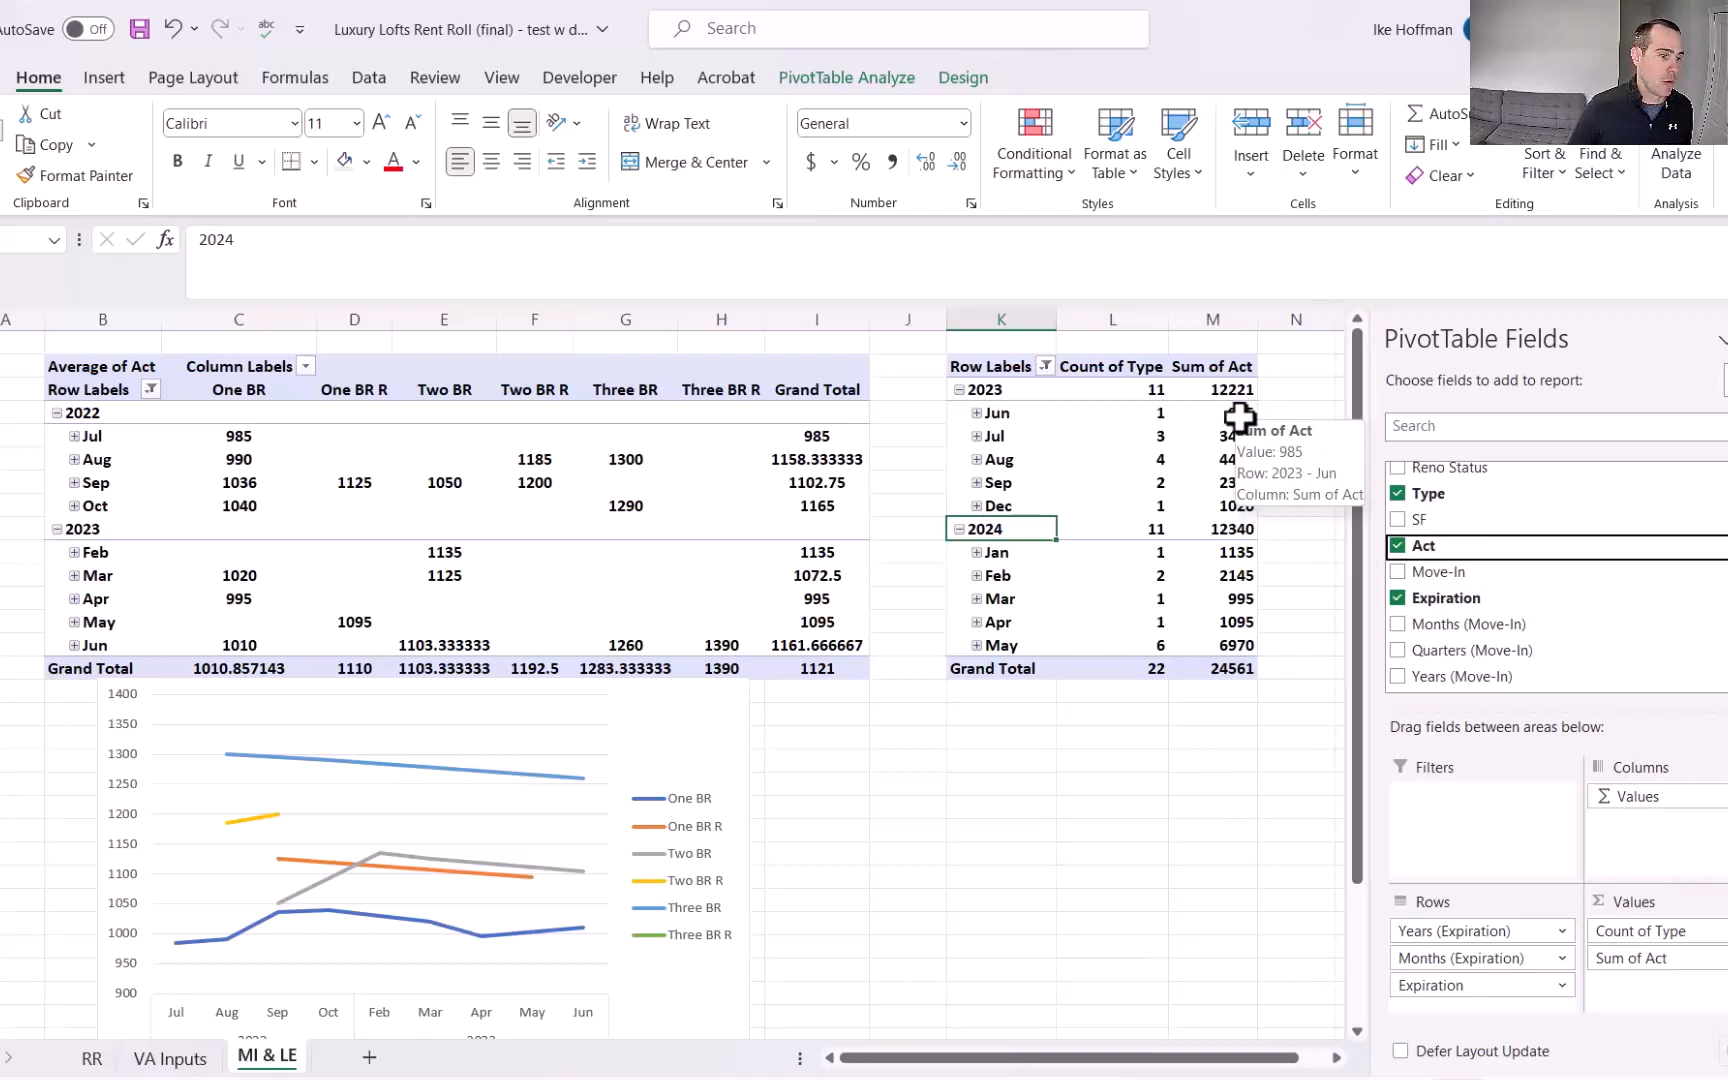 AutoSave Off
Luxury Lofts Rent Roll (final) - test w d...
Search
Ike Hoffman
Home Insert Page Layout Formulas Data Review View Developer Help Acrobat PivotTable Analyze Design
Cut
Copy
Format Painter
Clipboard
Calibri 11
B I U
Font
Wrap Text
Merge & Center
Alignment
General
$ % 9
Number
Conditional Formatting
Format as Table
Cell Styles
Styles
Insert Delete Format
Cells
Fill
Clear
Sort & Filter
Find & Select
Editing
Analyze Data
Analysis
fx 2024
A B C D E F G H I J K L M N
Average of Act Column Labels
Row Labels One BR One BR R Two BR Two BR R Three BR Three BR R Grand Total
2022
Jul 985 985
Aug 990 1185 1300 1158.333333
Sep 1036 1125 1050 1200 1102.75
Oct 1040 1290 1165
2023
Feb 1135 1135
Mar 1020 1125 1072.5
Apr 995 995
May 1095 1095
Jun 1010 1103.333333 1260 1390 1161.666667
Grand Total 1010.857143 1110 1103.333333 1192.5 1283.333333 1390 1121
Row Labels Count of Type Sum of Act
2023 11 12221
Jun 1
Jul 3
Aug 4
Sep 2
Dec 1
2024 11 12340
Jan 1 1135
Feb 2 2145
Mar 1 995
Apr 1 1095
May 6 6970
Grand Total 22 24561
of Act
Value: 985
Row: 2023 - Jun
Column: Sum of Act
1400
1350
1300
1250
1200
1150
1100
1050
1000
950
900
Jul Aug Sep Oct Feb Mar Apr May Jun
One BR
One BR R
Two BR
Two BR R
Three BR
Three BR R
PivotTable Fields
Choose fields to add to report:
Search
Reno Status
Type
SF
Act
Move-In
Expiration
Months (Move-In)
Quarters (Move-In)
Years (Move-In)
Drag fields between areas below:
Filters
Columns
Σ Values
Rows
Years (Expiration)
Months (Expiration)
Expiration
Σ Values
Count of Type
Sum of Act
Defer Layout Update
RR VA Inputs MI & LE +